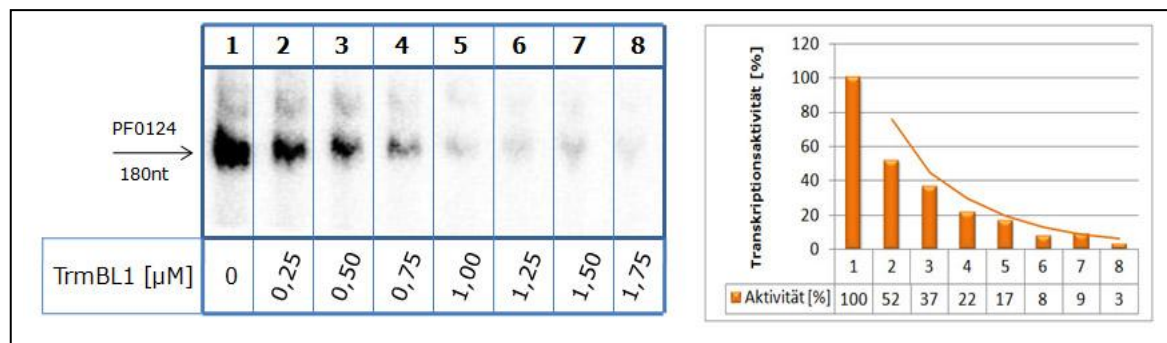 1 2 3 4 5 6 7 8
PF0124
180nt
TrmBL1 [µM] 0 0,25 0,50 0,75 1,00 1,25 1,50 1,75
Transkriptionsaktivität [%]
120
100
80
60
40
20
0
1 2 3 4 5 6 7 8
Aktivität [%] 100 52 37 22 17 8 9 3